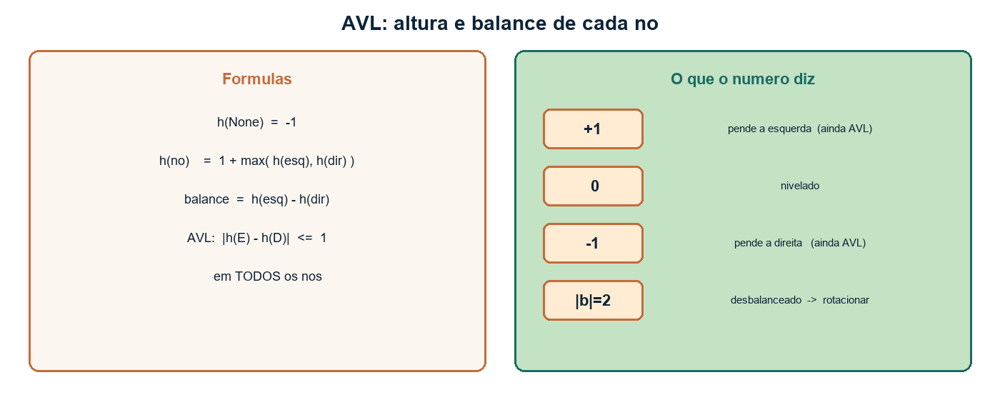 AVL: altura e balance de cada no
Formulas
h(None) = -1
h(no) = 1 + max( h(esq), h(dir) )
balance = h(esq) - h(dir)
AVL: |h(E) - h(D)| <= 1
em TODOS os nos
O que o numero diz
+1 pende a esquerda (ainda AVL)
0 nivelado
-1 pende a direita (ainda AVL)
|b|=2 desbalanceado -> rotacionar